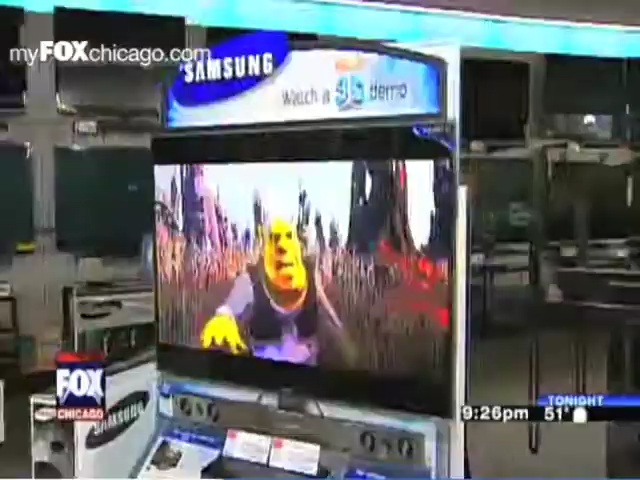 myFOXchicago.com
SAMSUNG
Watch a 3D demo
FOX
CHICAGO
SAMSUNG
TONIGHT
9:26pm 51°